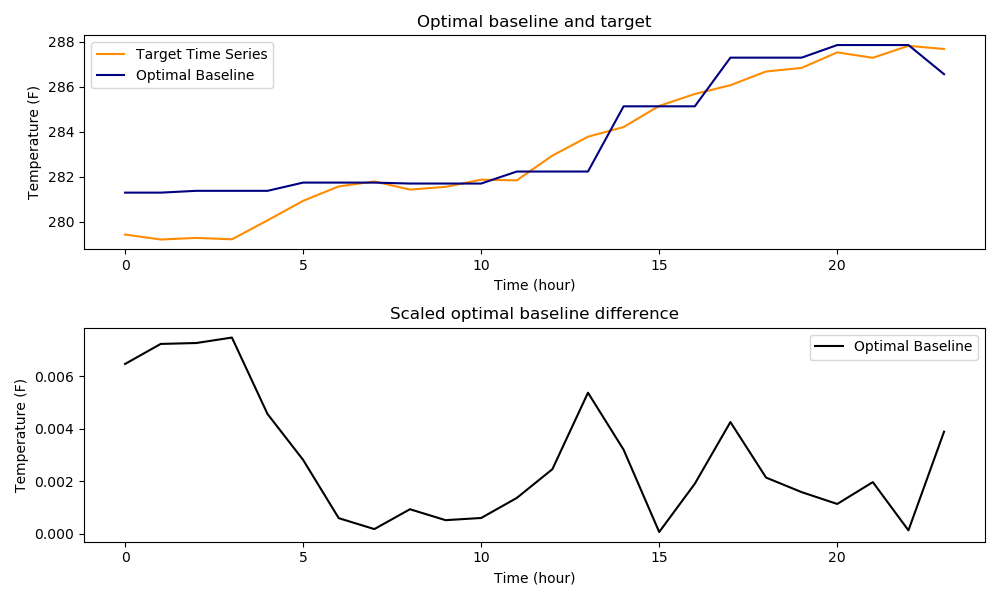 Optimal baseline and target
Temperature (F)
288
286
284
282
280
Target Time Series
Optimal Baseline
0 5 10 15 20
Time (hour)
Scaled optimal baseline difference
Temperature (F)
0.006
0.004
0.002
0.000
Optimal Baseline
0 5 10 15 20
Time (hour)